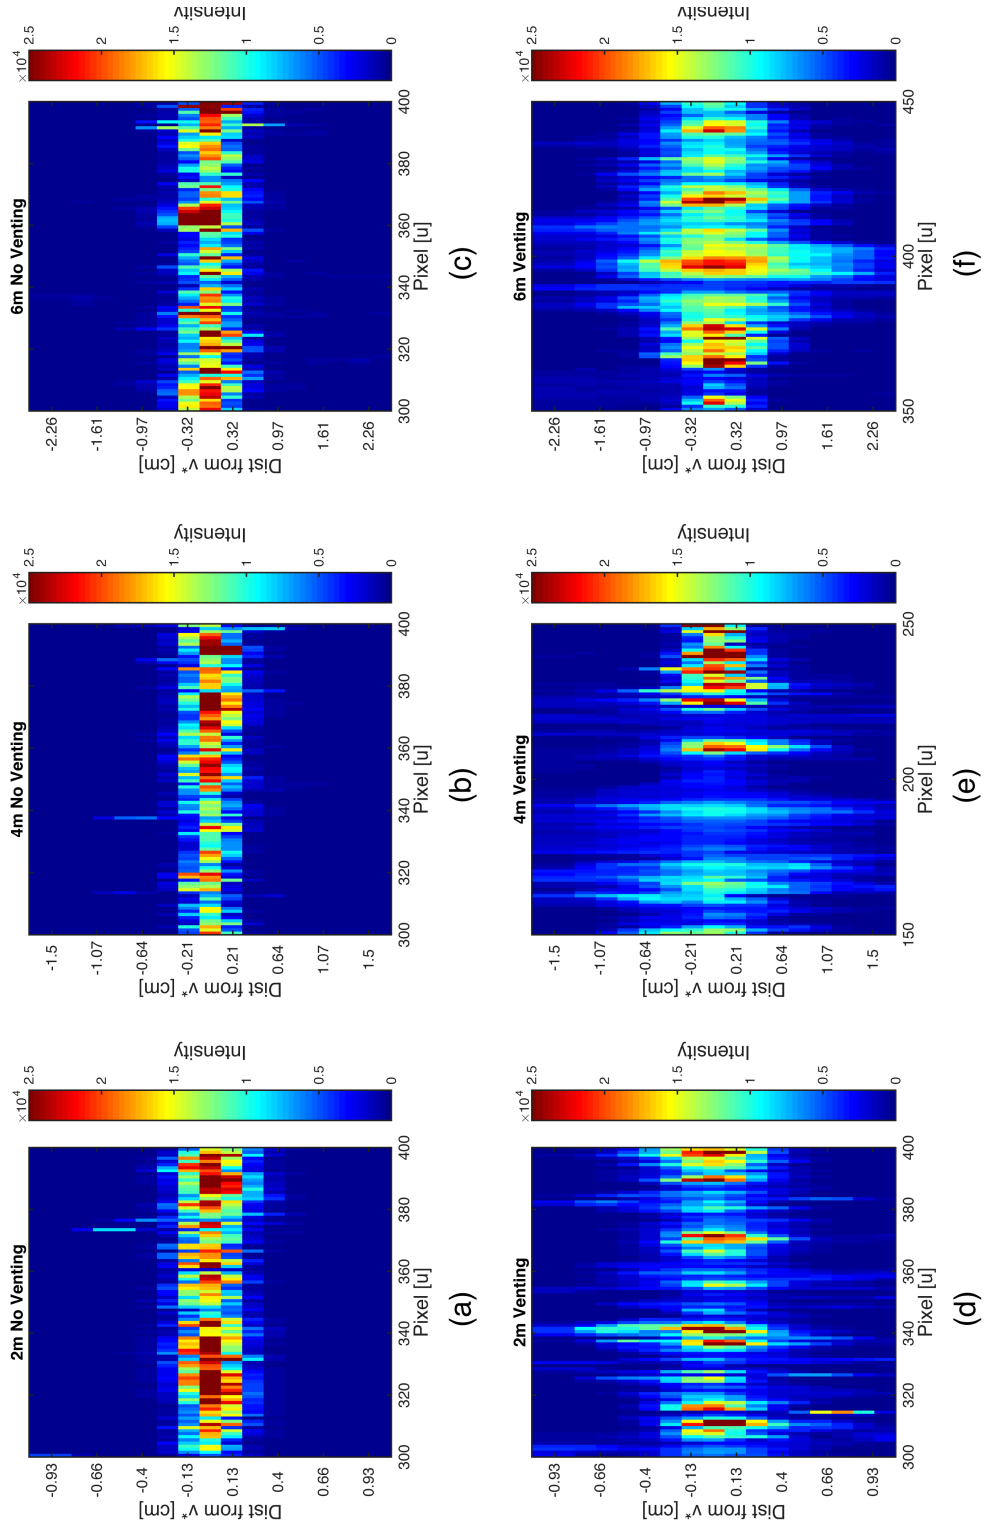 2m No Venting
-0.93
-0.66
-0.4
-0.13
0.13
0.4
0.66
0.93
Dist from v* [cm]
300 320 340 360 380 400
Pixel [u]
×10⁴
2.5
2
1.5
1
0.5
0
Intensity
(a)
4m No Venting
-1.5
-1.07
-0.64
-0.21
0.21
0.64
1.07
1.5
Dist from v* [cm]
300 320 340 360 380 400
Pixel [u]
×10⁴
2.5
2
1.5
1
0.5
0
Intensity
(b)
6m No Venting
-2.26
-1.61
-0.97
-0.32
0.32
0.97
1.61
2.26
Dist from v* [cm]
300 320 340 360 380 400
Pixel [u]
×10⁴
2.5
2
1.5
1
0.5
0
Intensity
(c)
2m Venting
-0.93
-0.66
-0.4
-0.13
0.13
0.4
0.66
0.93
Dist from v* [cm]
300 320 340 360 380 400
Pixel [u]
×10⁴
2.5
2
1.5
1
0.5
0
Intensity
(d)
4m Venting
-1.5
-1.07
-0.64
-0.21
0.21
0.64
1.07
1.5
Dist from v* [cm]
150 200 250
Pixel [u]
×10⁴
2.5
2
1.5
1
0.5
0
Intensity
(e)
6m Venting
-2.26
-1.61
-0.97
-0.32
0.32
0.97
1.61
2.26
Dist from v* [cm]
350 400 450
Pixel [u]
×10⁴
2.5
2
1.5
1
0.5
0
Intensity
(f)